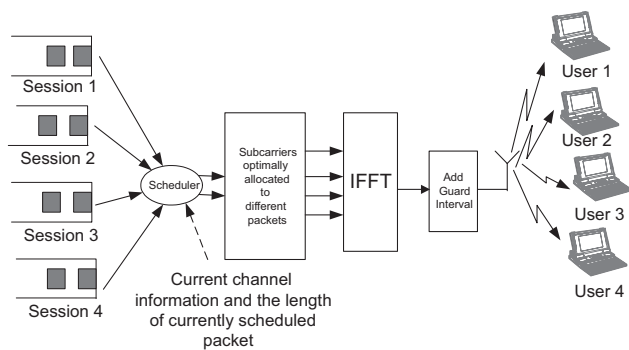 Session 1
Session 2
Session 3
Session 4
Scheduler
Current channel
information and the length
of currently scheduled
packet
Subcarriers
optimally
allocated
to
different
packets
IFFT
Add
Guard
Interval
User 1
User 2
User 3
User 4